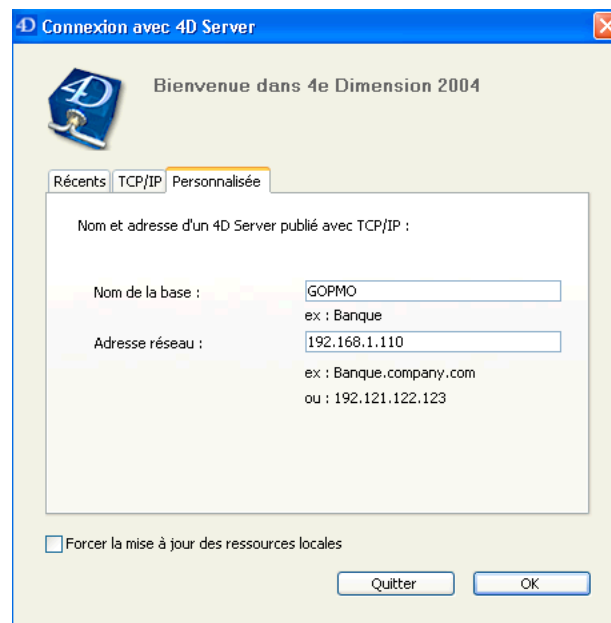 4D Connexion avec 4D Server
4D
Bienvenue dans 4e Dimension 2004
Récents TCP/IP Personnalisée
Nom et adresse d'un 4D Server publié avec TCP/IP :
Nom de la base : GOPMO
ex : Banque
Adresse réseau : 192.168.1.110
ex : Banque.company.com
ou : 192.121.122.123
Forcer la mise à jour des ressources locales
Quitter OK